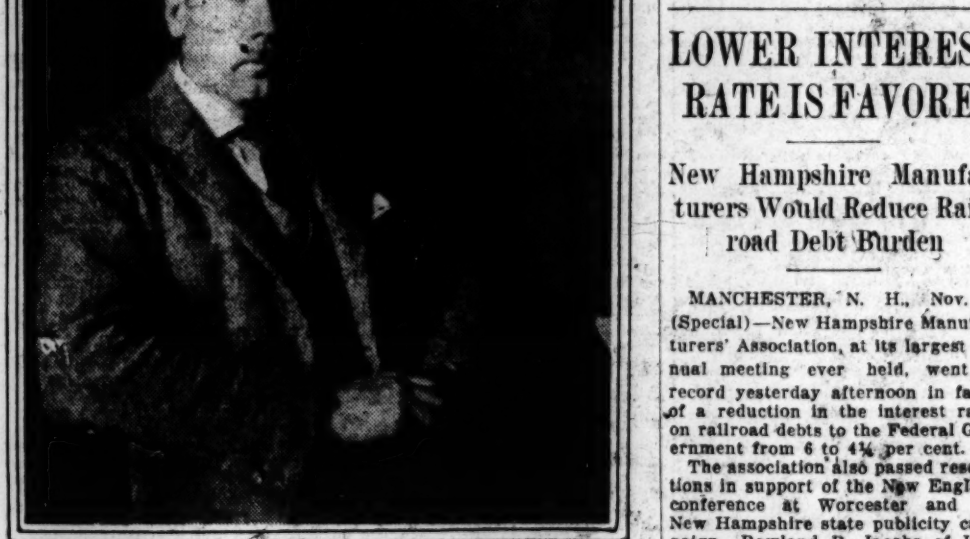 LOWER INTERES
RATE IS FAVORE
New Hampshire Manufa
turers Would Reduce Rai
road Debt Burden
MANCHESTER, N. H., Nov.
(Special)—New Hampshire Manu
turers' Association, at its largest
nual meeting ever held, went
record yesterday afternoon in fa
of a reduction in the interest ra
on railroad debts to the Federal G
ernment from 6 to 4¼ per cent.
The association also passed reso
tions in support of the New Engl
conference at Worcester and
New Hampshire state publicity c